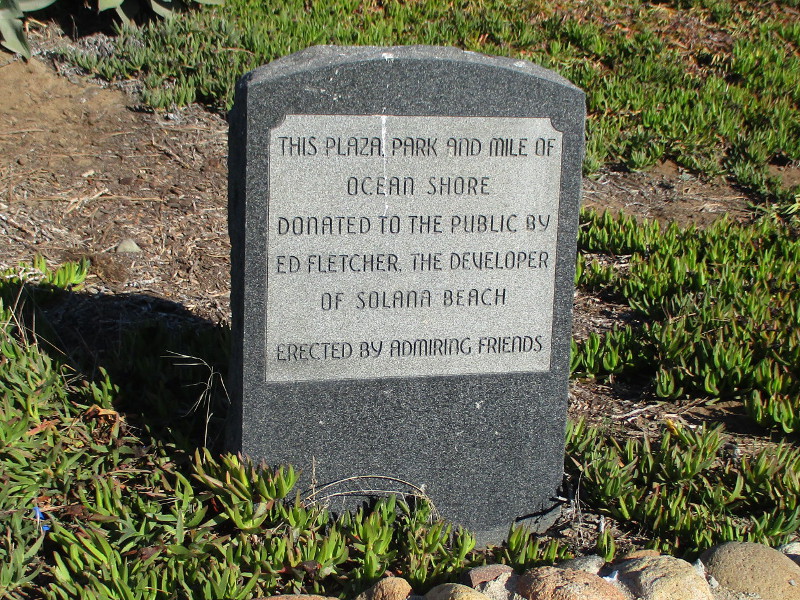 THIS PLAZA, PARK AND MILE OF
OCEAN SHORE
DONATED TO THE PUBLIC BY
ED FLETCHER, THE DEVELOPER
OF SOLANA BEACH
ERECTED BY ADMIRING FRIENDS